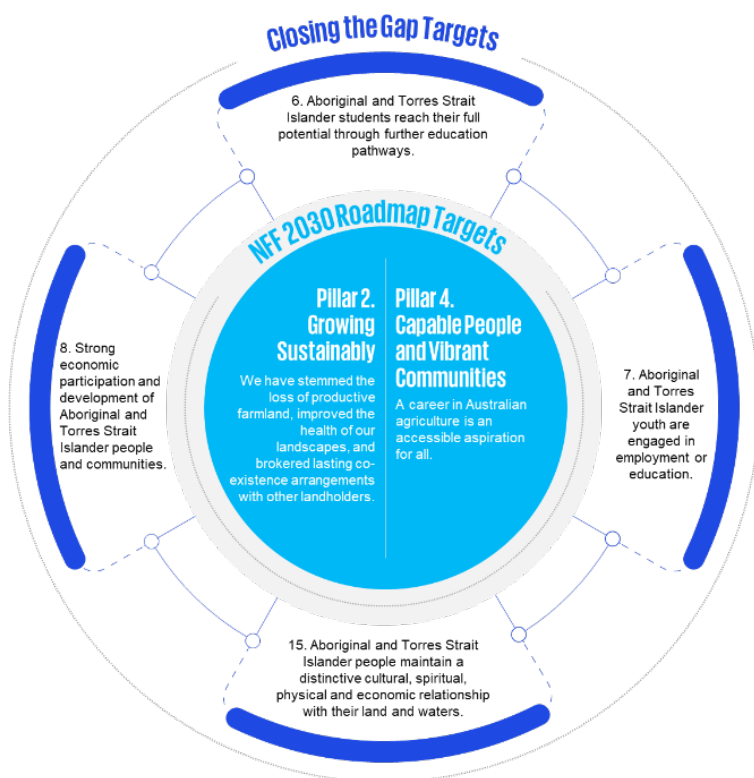 Closing the Gap Targets
6. Aboriginal and Torres Strait
Islander students reach their full
potential through further education
pathways.
NFF 2030 Roadmap Targets
Pillar 2.
Growing
Sustainably
We have stemmed the
loss of productive
farmland, improved the
health of our
landscapes, and
brokered lasting co-
existence arrangements
with other landholders.
Pillar 4.
Capable People
and Vibrant
Communities
A career in Australian
agriculture is an
accessible aspiration
for all.
8. Strong
economic
participation and
development of
Aboriginal and
Torres Strait
Islander people
and communities.
7. Aboriginal
and Torres
Strait Islander
youth are
engaged in
employment or
education.
15. Aboriginal and Torres Strait
Islander people maintain a
distinctive cultural, spiritual,
physical and economic relationship
with their land and waters.